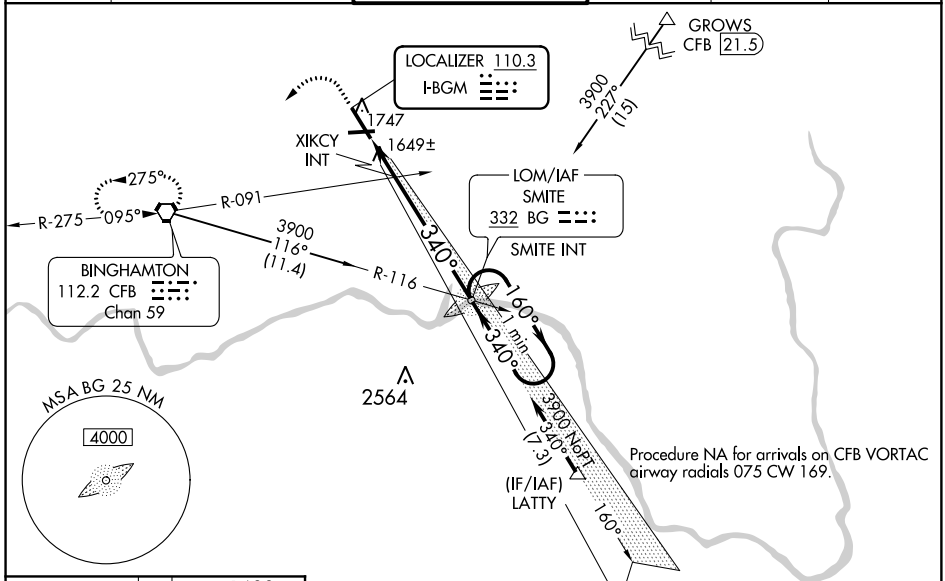 GROWS
CFB 21.5
3900
227°
(15)
LOCALIZER 110.3
I-BGM
1747
XIKCY
INT
1649±
LOM/IAF
SMITE
332 BG
SMITE INT
275°
R-275
095°
R-091
3900
116°
(11.4)
R-116
BINGHAMTON
112.2 CFB
Chan 59
340°
160°
1 min
340°
2564
MSA BG 25 NM
4000
3900 NoPT
340°
(7.3)
(IF/IAF)
LATTY
160°
Procedure NA for arrivals on CFB VORTAC
airway radials 075 CW 169.